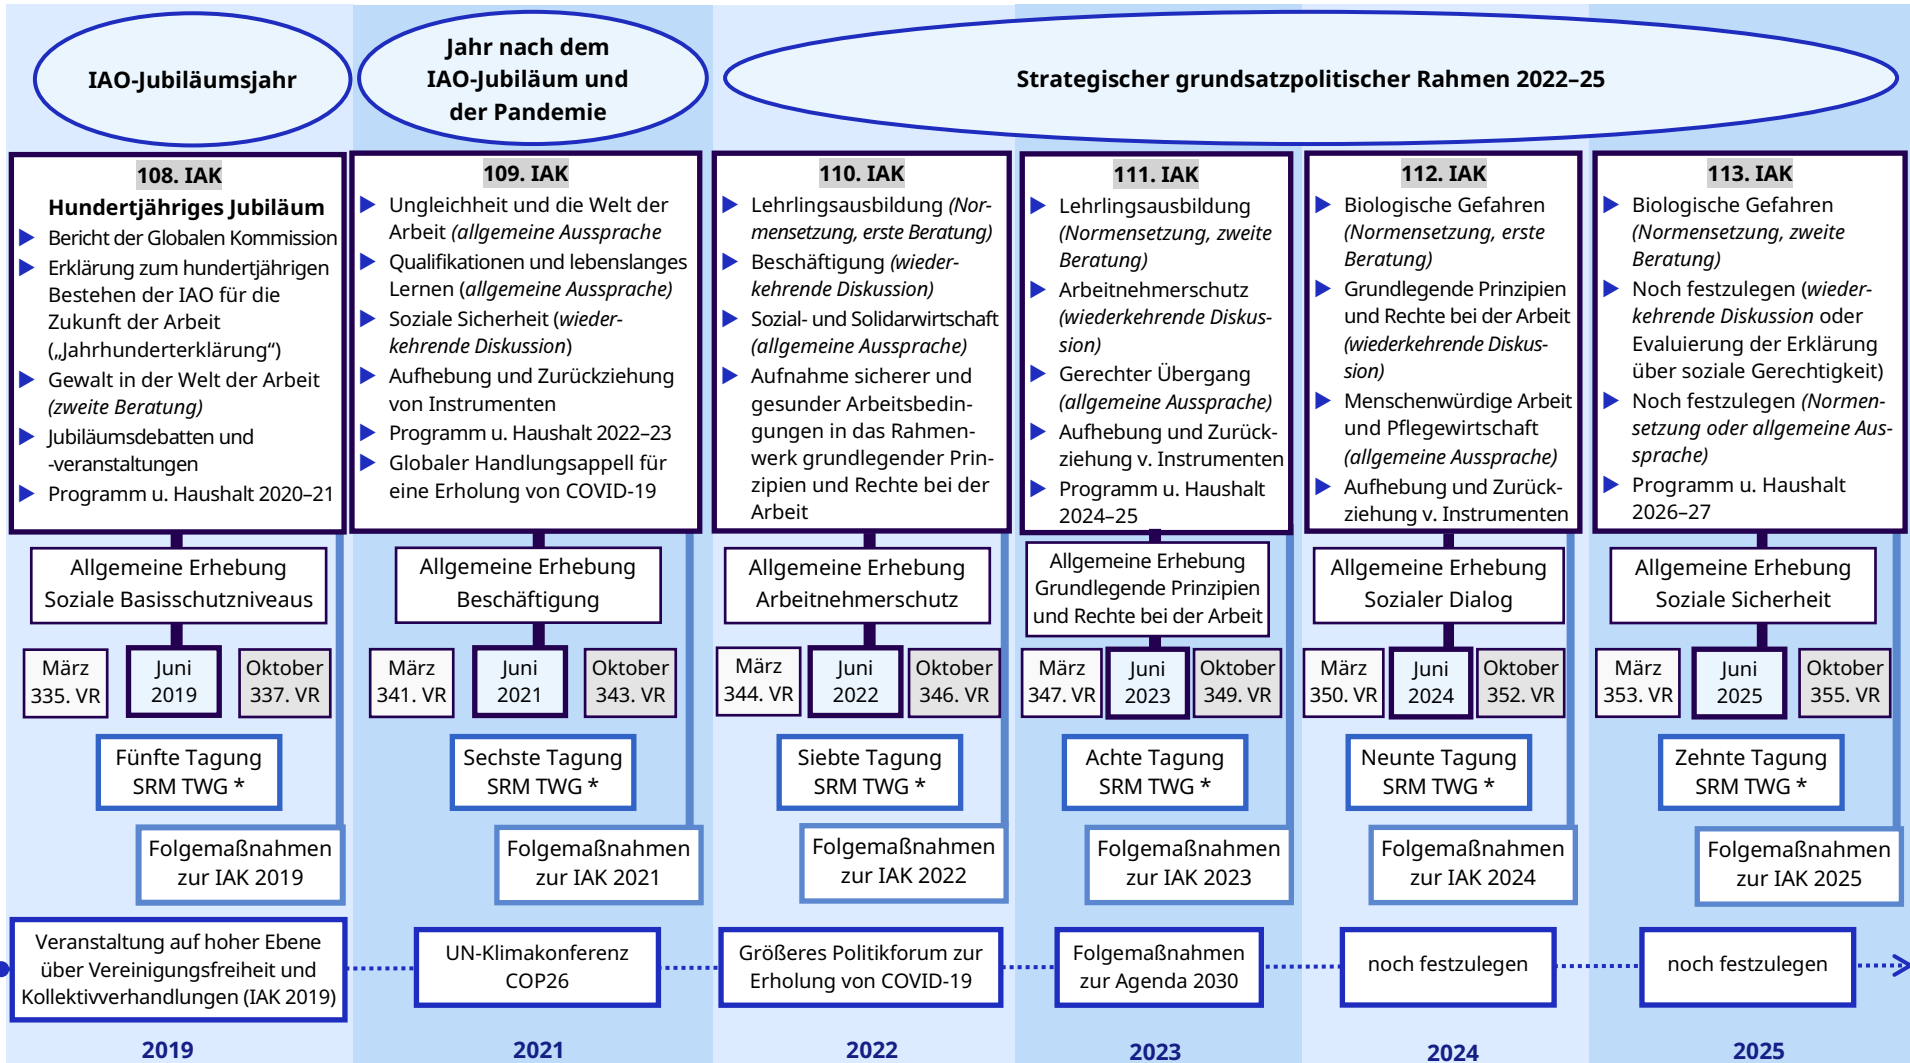 IAO-Jubiläumsjahr
Jahr nach dem
IAO-Jubiläum und
der Pandemie
Strategischer grundsatzpolitischer Rahmen 2022–25
108. IAK
Hundertjähriges Jubiläum
Bericht der Globalen Kommission
Erklärung zum hundertjährigen
Bestehen der IAO für die
Zukunft der Arbeit
(„Jahrhunderterklärung“)
Gewalt in der Welt der Arbeit
(zweite Beratung)
Jubiläumsdebatten und
-veranstaltungen
Programm u. Haushalt 2020–21
109. IAK
Ungleichheit und die Welt der
Arbeit (allgemeine Aussprache
Qualifikationen und lebenslanges
Lernen (allgemeine Aussprache)
Soziale Sicherheit (wieder-
kehrende Diskussion)
Aufhebung und Zurückziehung
von Instrumenten
Programm u. Haushalt 2022–23
Globaler Handlungsappell für
eine Erholung von COVID-19
110. IAK
Lehrlingsausbildung (Nor-
mensetzung, erste Beratung)
Beschäftigung (wieder-
kehrende Diskussion)
Sozial- und Solidarwirtschaft
(allgemeine Aussprache)
Aufnahme sicherer und
gesunder Arbeitsbedin-
gungen in das Rahmen-
werk grundlegender Prin-
zipien und Rechte bei der
Arbeit
111. IAK
Lehrlingsausbildung
(Normensetzung, zweite
Beratung)
Arbeitnehmerschutz
(wiederkehrende Diskus-
sion)
Gerechter Übergang
(allgemeine Aussprache)
Aufhebung und Zurück-
ziehung v. Instrumenten
Programm u. Haushalt
2024–25
112. IAK
Biologische Gefahren
(Normensetzung, erste
Beratung)
Grundlegende Prinzipien
und Rechte bei der Arbeit
(wiederkehrende Diskus-
sion)
Menschenwürdige Arbeit
und Pflegewirtschaft
(allgemeine Aussprache)
Aufhebung und Zurück-
ziehung v. Instrumenten
113. IAK
Biologische Gefahren
(Normensetzung, zweite
Beratung)
Noch festzulegen (wieder-
kehrende Diskussion oder
Evaluierung der Erklärung
über soziale Gerechtigkeit)
Noch festzulegen (Normen-
setzung oder allgemeine Aus-
sprache)
Programm u. Haushalt
2026–27
Allgemeine Erhebung
Soziale Basisschutzniveaus
Allgemeine Erhebung
Beschäftigung
Allgemeine Erhebung
Arbeitnehmerschutz
Allgemeine Erhebung
Grundlegende Prinzipien
und Rechte bei der Arbeit
Allgemeine Erhebung
Sozialer Dialog
Allgemeine Erhebung
Soziale Sicherheit
März
335. VR
Juni
2019
Oktober
337. VR
März
341. VR
Juni
2021
Oktober
343. VR
März
344. VR
Juni
2022
Oktober
346. VR
März
347. VR
Juni
2023
Oktober
349. VR
März
350. VR
Juni
2024
Oktober
352. VR
März
353. VR
Juni
2025
Oktober
355. VR
Fünfte Tagung
SRM TWG *
Sechste Tagung
SRM TWG *
Siebte Tagung
SRM TWG *
Achte Tagung
SRM TWG *
Neunte Tagung
SRM TWG *
Zehnte Tagung
SRM TWG *
Folgemaßnahmen
zur IAK 2019
Folgemaßnahmen
zur IAK 2021
Folgemaßnahmen
zur IAK 2022
Folgemaßnahmen
zur IAK 2023
Folgemaßnahmen
zur IAK 2024
Folgemaßnahmen
zur IAK 2025
Veranstaltung auf hoher Ebene
über Vereinigungsfreiheit und
Kollektivverhandlungen (IAK 2019)
UN-Klimakonferenz
COP26
Größeres Politikforum zur
Erholung von COVID-19
Folgemaßnahmen
zur Agenda 2030
noch festzulegen
noch festzulegen
2019
2021
2022
2023
2024
2025